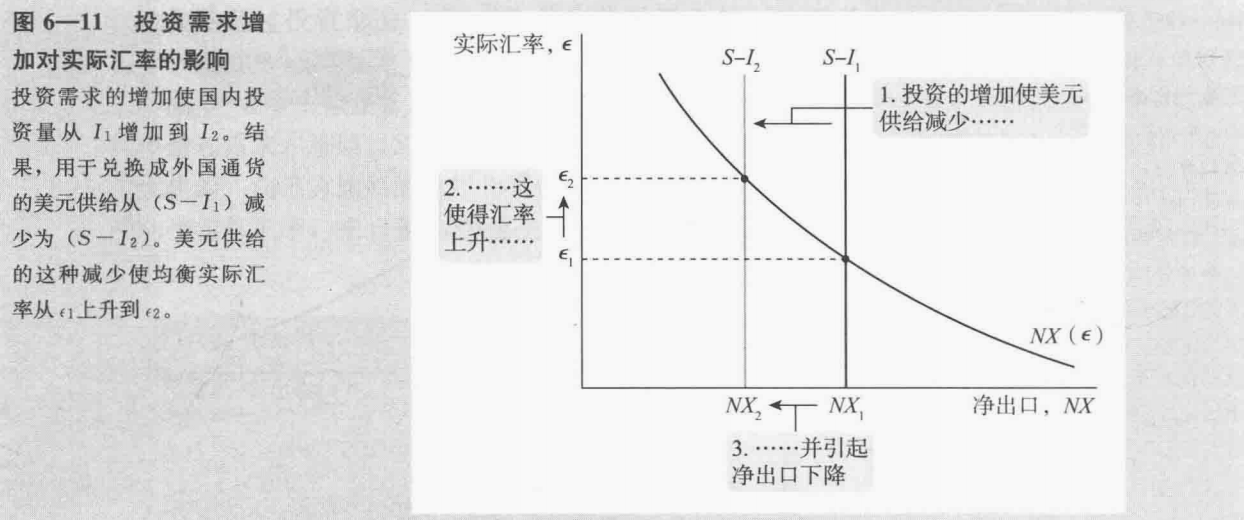 图 6—11 投资需求增
加对实际汇率的影响
投资需求的增加使国内投
资量从 I₁增加到 I₂。结
果，用于兑换成外国通货
的美元供给从（S－I₁）减
少为（S－I₂）。美元供给
的这种减少使均衡实际汇
率从 ϵ₁上升到 ϵ₂。
实际汇率，ϵ
S–I₂
S–I₁
1. 投资的增加使美元
供给减少……
2. ……这
使得汇率
上升……
ϵ₂
ϵ₁
NX（ϵ）
NX₂
NX₁
净出口，NX
3. ……并引起
净出口下降